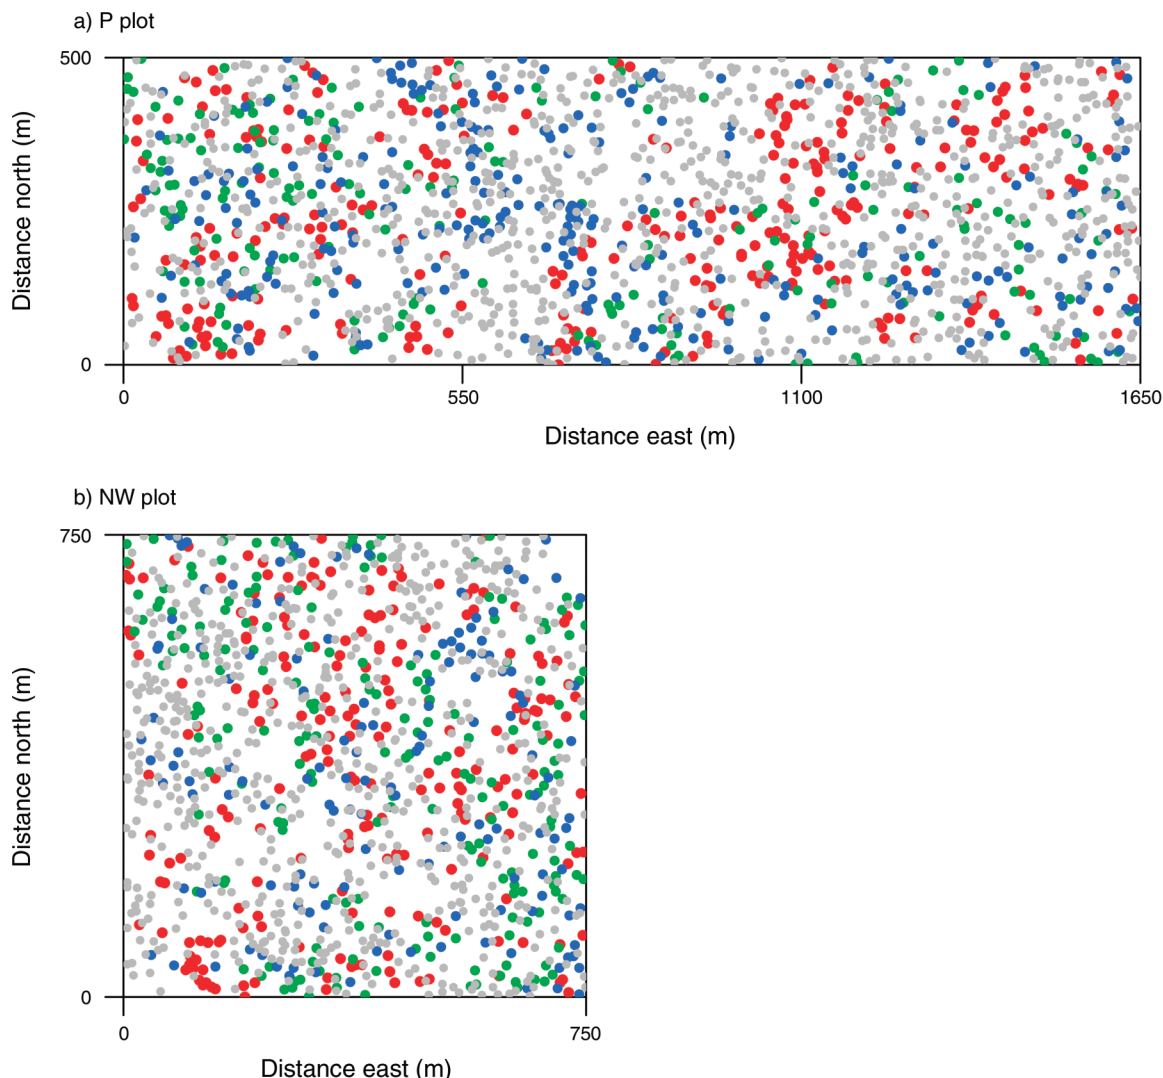 a) P plot
500
Distance north (m)
0
0 550 1100 1650
Distance east (m)
b) NW plot
750
Distance north (m)
0
0 750
Distance east (m)